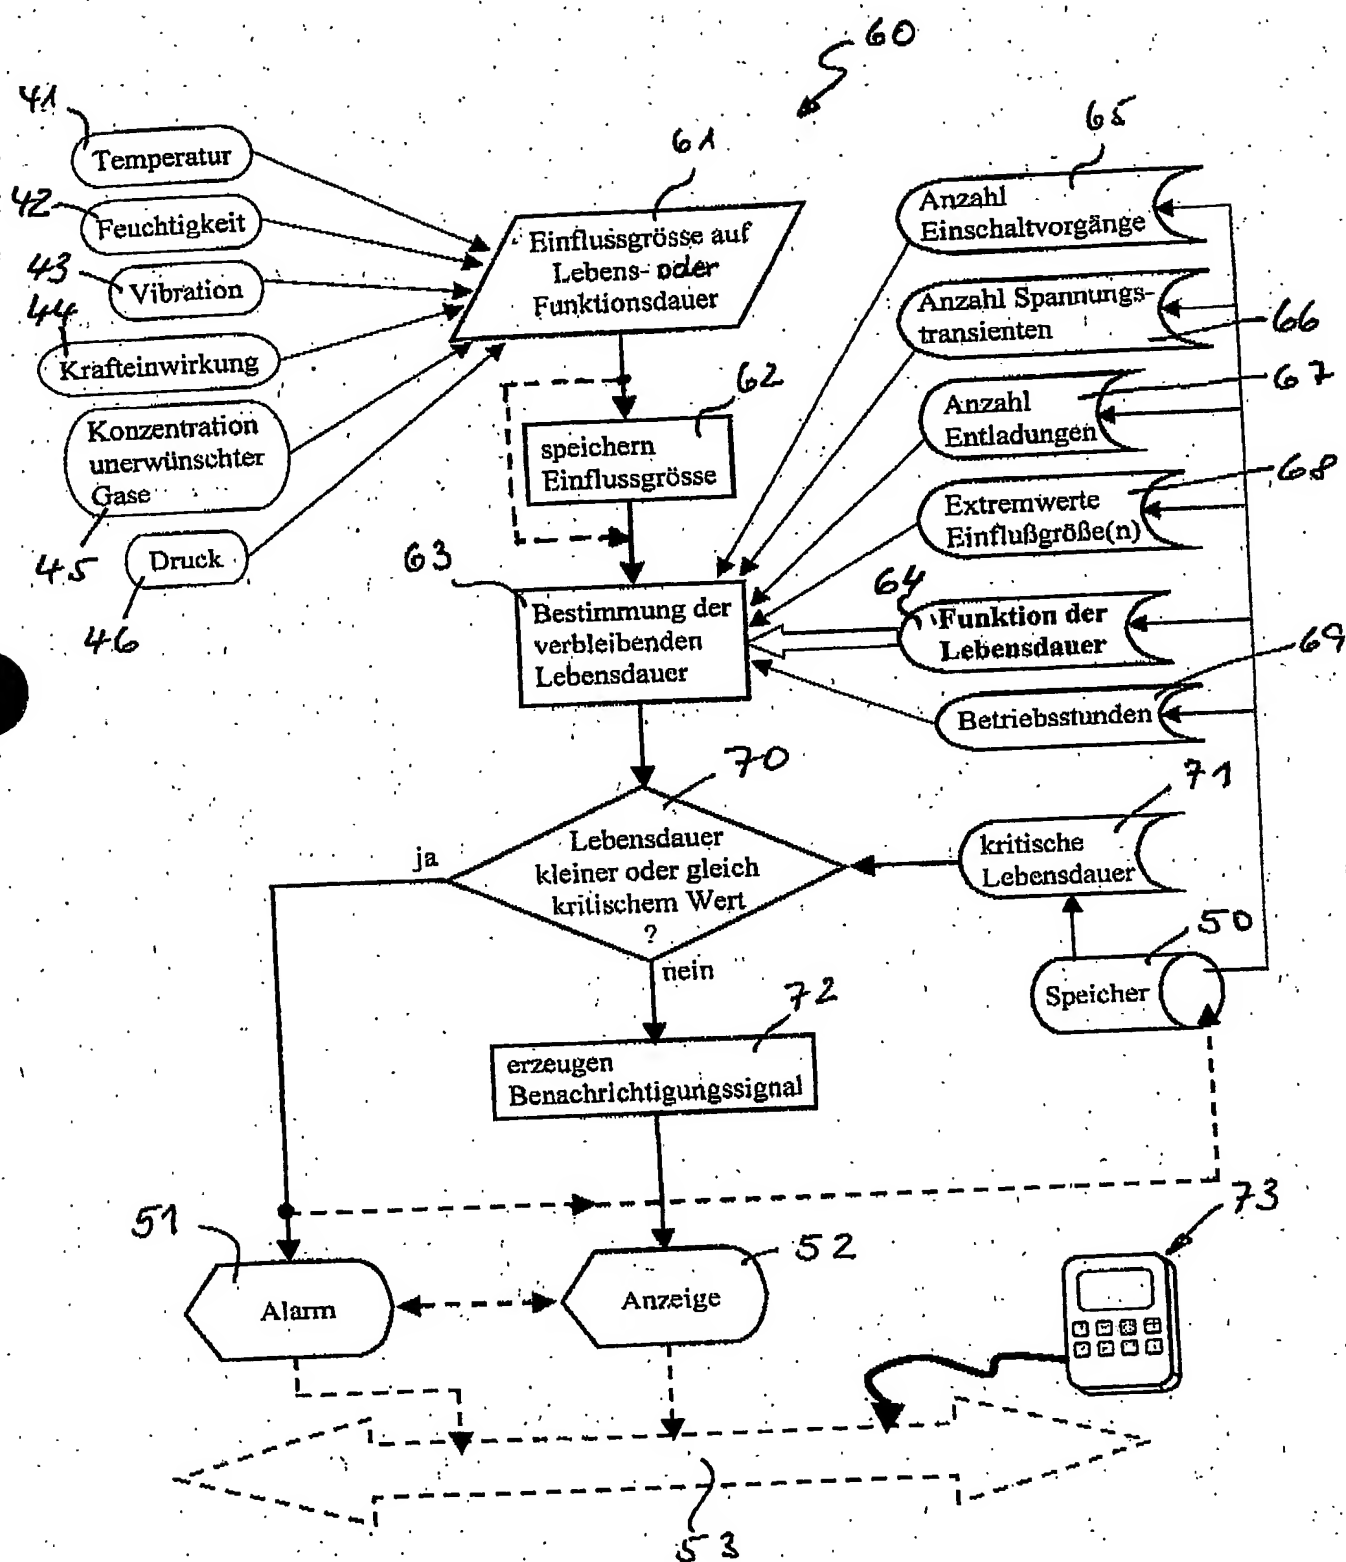 60
41
Temperatur
42
Feuchtigkeit
43
Vibration
44
Krafteinwirkung
Konzentration
unerwünschter
Gase
45
Druck
46
61
Einflussgrösse auf
Lebens- oder
Funktionsdauer
62
speichern
Einflussgrösse
63
Bestimmung der
verbleibenden
Lebensdauer
65
Anzahl
Einschaltvorgänge
Anzahl Spannungs-
transienten
66
67
Anzahl
Entladungen
68
Extremwerte
Einflußgröße(n)
64
Funktion der
Lebensdauer
69
Betriebsstunden
70
Lebensdauer
kleiner oder gleich
kritischem Wert
?
ja
nein
71
kritische
Lebensdauer
50
Speicher
72
erzeugen
Benachrichtigungssignal
51
Alarm
52
Anzeige
73
53